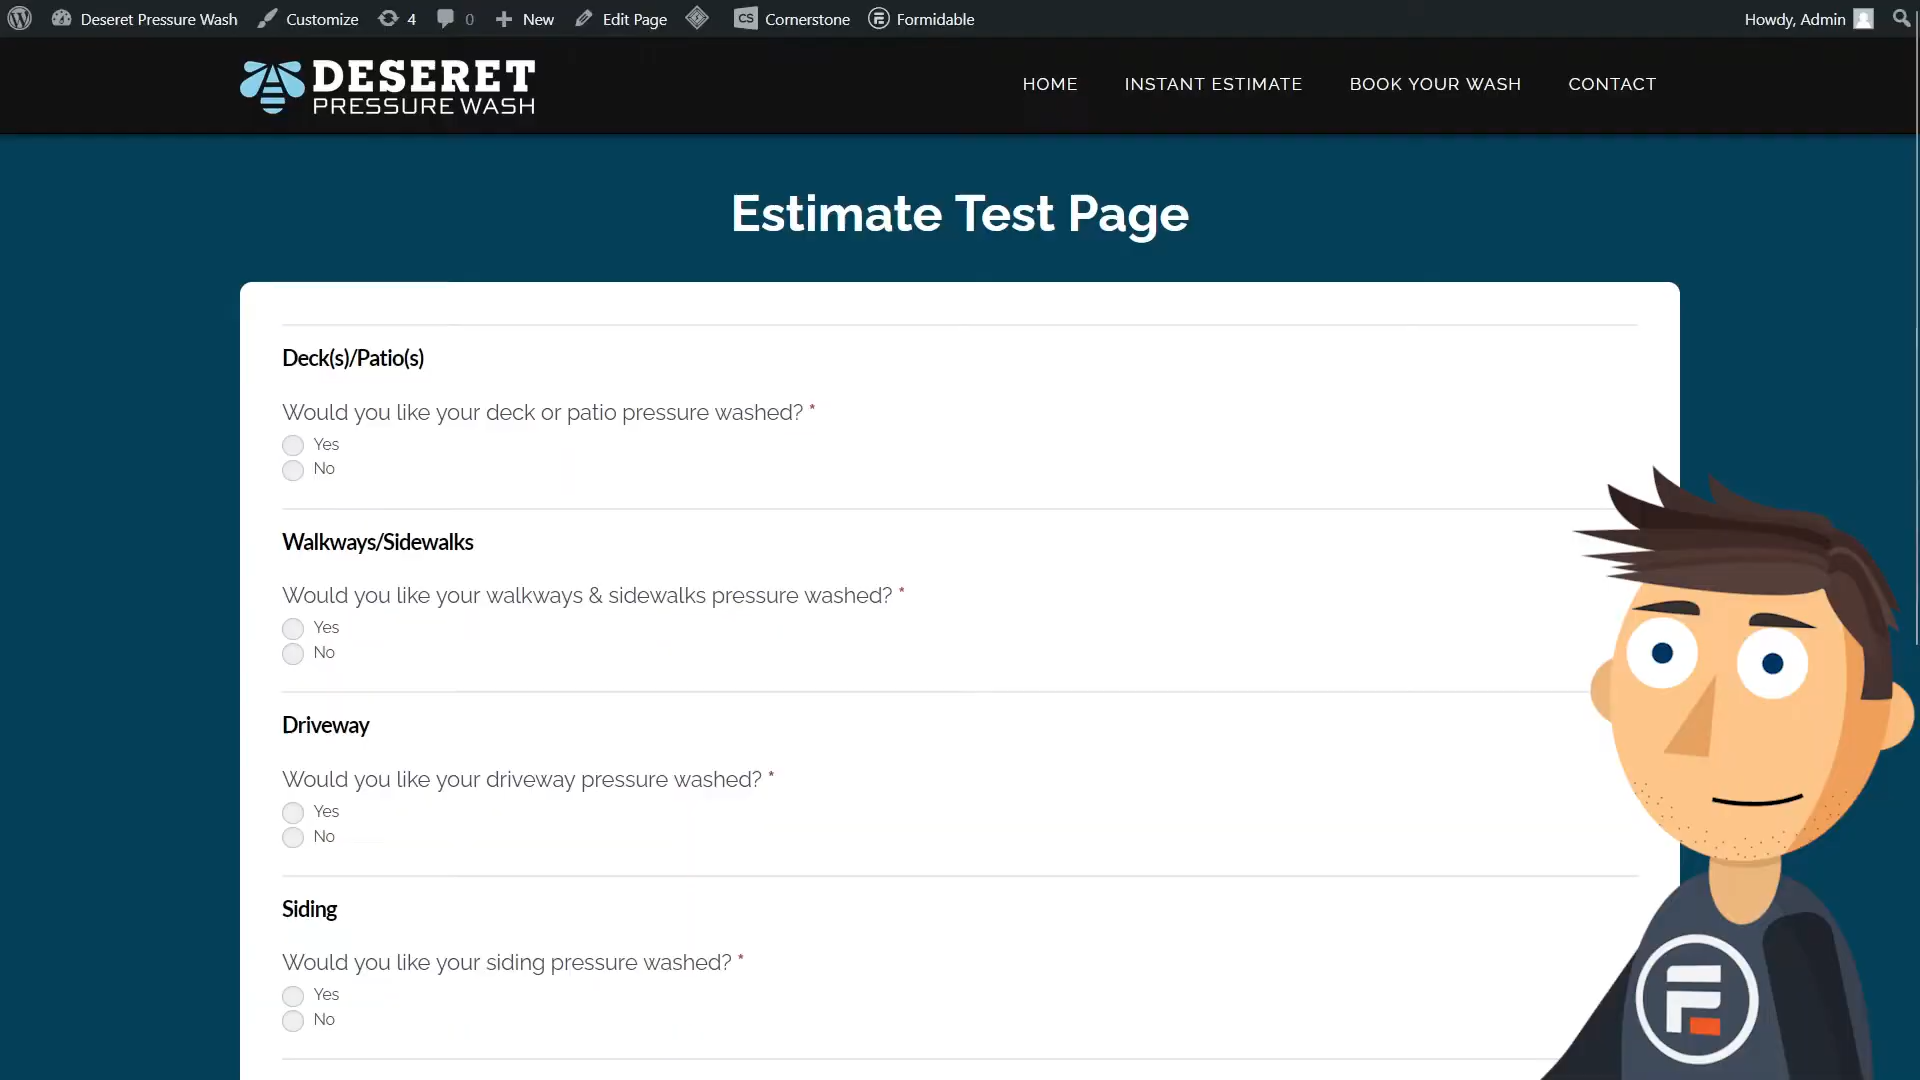 Deseret Pressure Wash Customize 4 0 New Edit Page CS Cornerstone Formidable Howdy, Admin
DESERET
PRESSURE WASH
HOME INSTANT ESTIMATE BOOK YOUR WASH CONTACT
Estimate Test Page
Deck(s)/Patio(s)
Would you like your deck or patio pressure washed? *
Yes
No
Walkways/Sidewalks
Would you like your walkways & sidewalks pressure washed? *
Yes
No
Driveway
Would you like your driveway pressure washed? *
Yes
No
Siding
Would you like your siding pressure washed? *
Yes
No